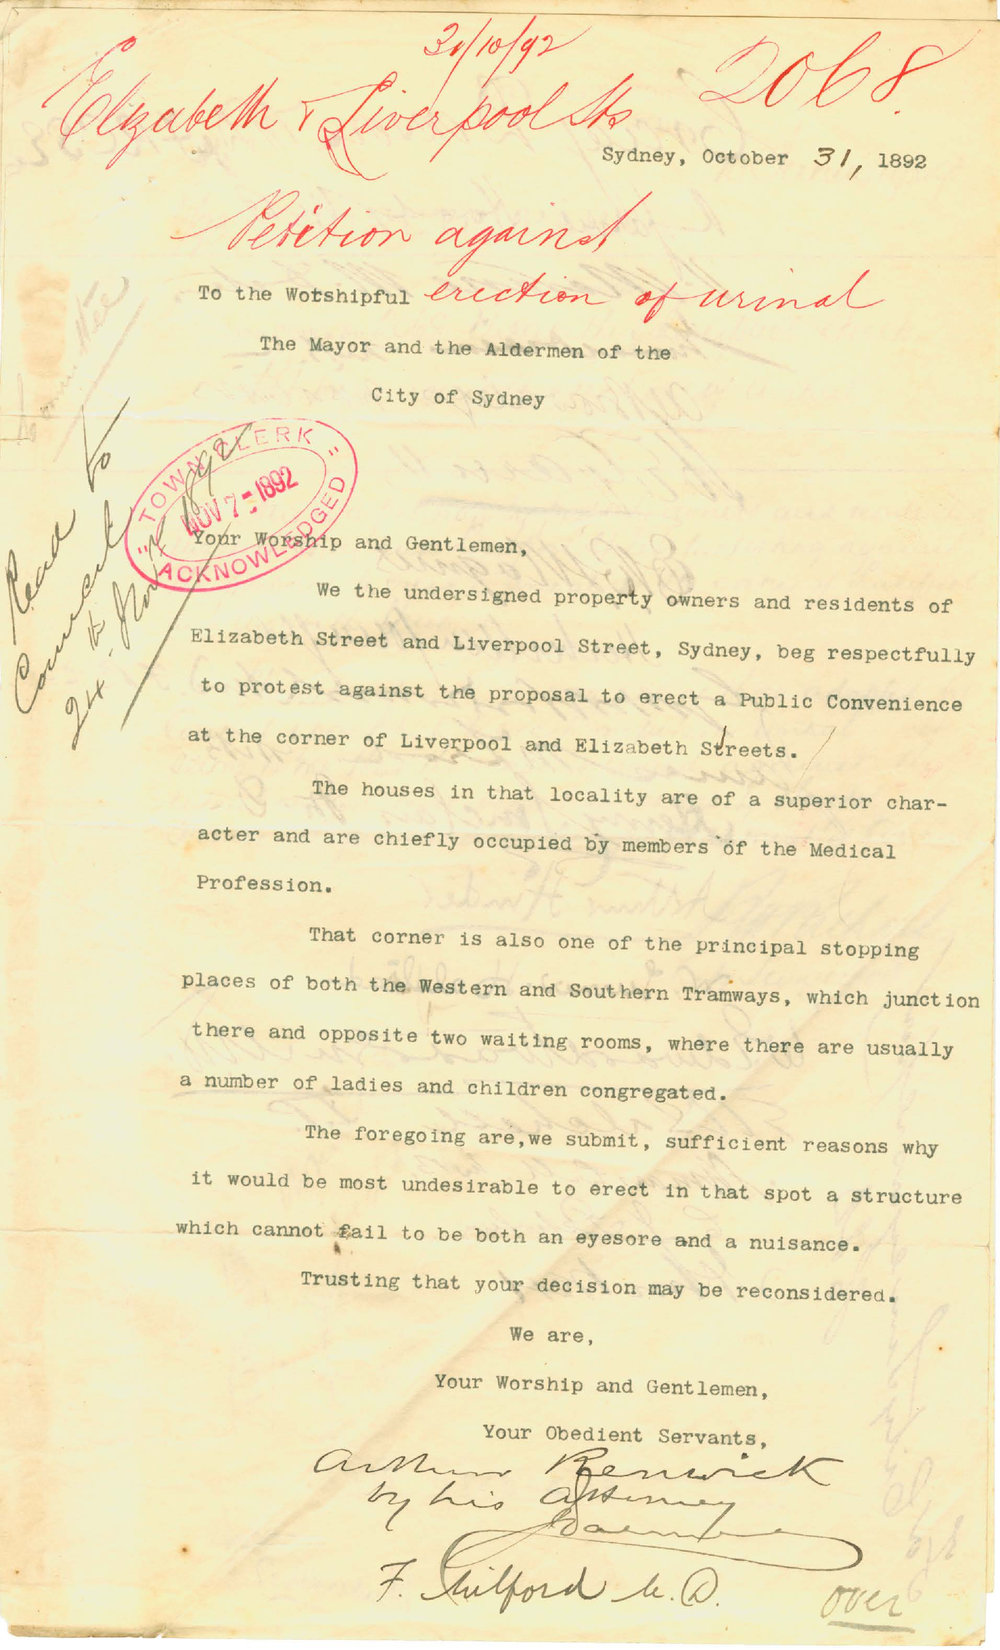 31/10/92
2068.
Elizabeth & Liverpool Sts
Sydney, October 31, 1892
Petition against
To the Worshipful erection of urinal
The Mayor and the Aldermen of the
City of Sydney
"TOWN CLERK"
NOV 7 - 1892
ACKNOWLEDGED
Read to
Council
24th Novr 1892
Your Worship and Gentlemen,
We the undersigned property owners and residents of
Elizabeth Street and Liverpool Street, Sydney, beg respectfully
to protest against the proposal to erect a Public Convenience
at the corner of Liverpool and Elizabeth Streets.
The houses in that locality are of a superior char-
acter and are chiefly occupied by members of the Medical
Profession.
That corner is also one of the principal stopping
places of both the Western and Southern Tramways, which junction
there and opposite two waiting rooms, where there are usually
a number of ladies and children congregated.
The foregoing are,we submit, sufficient reasons why
it would be most undesirable to erect in that spot a structure
which cannot fail to be both an eyesore and a nuisance.
Trusting that your decision may be reconsidered.
We are,
Your Worship and Gentlemen,
Your Obedient Servants,
Arthur Renwick
by his Attorney
F. Milford M.D.
over